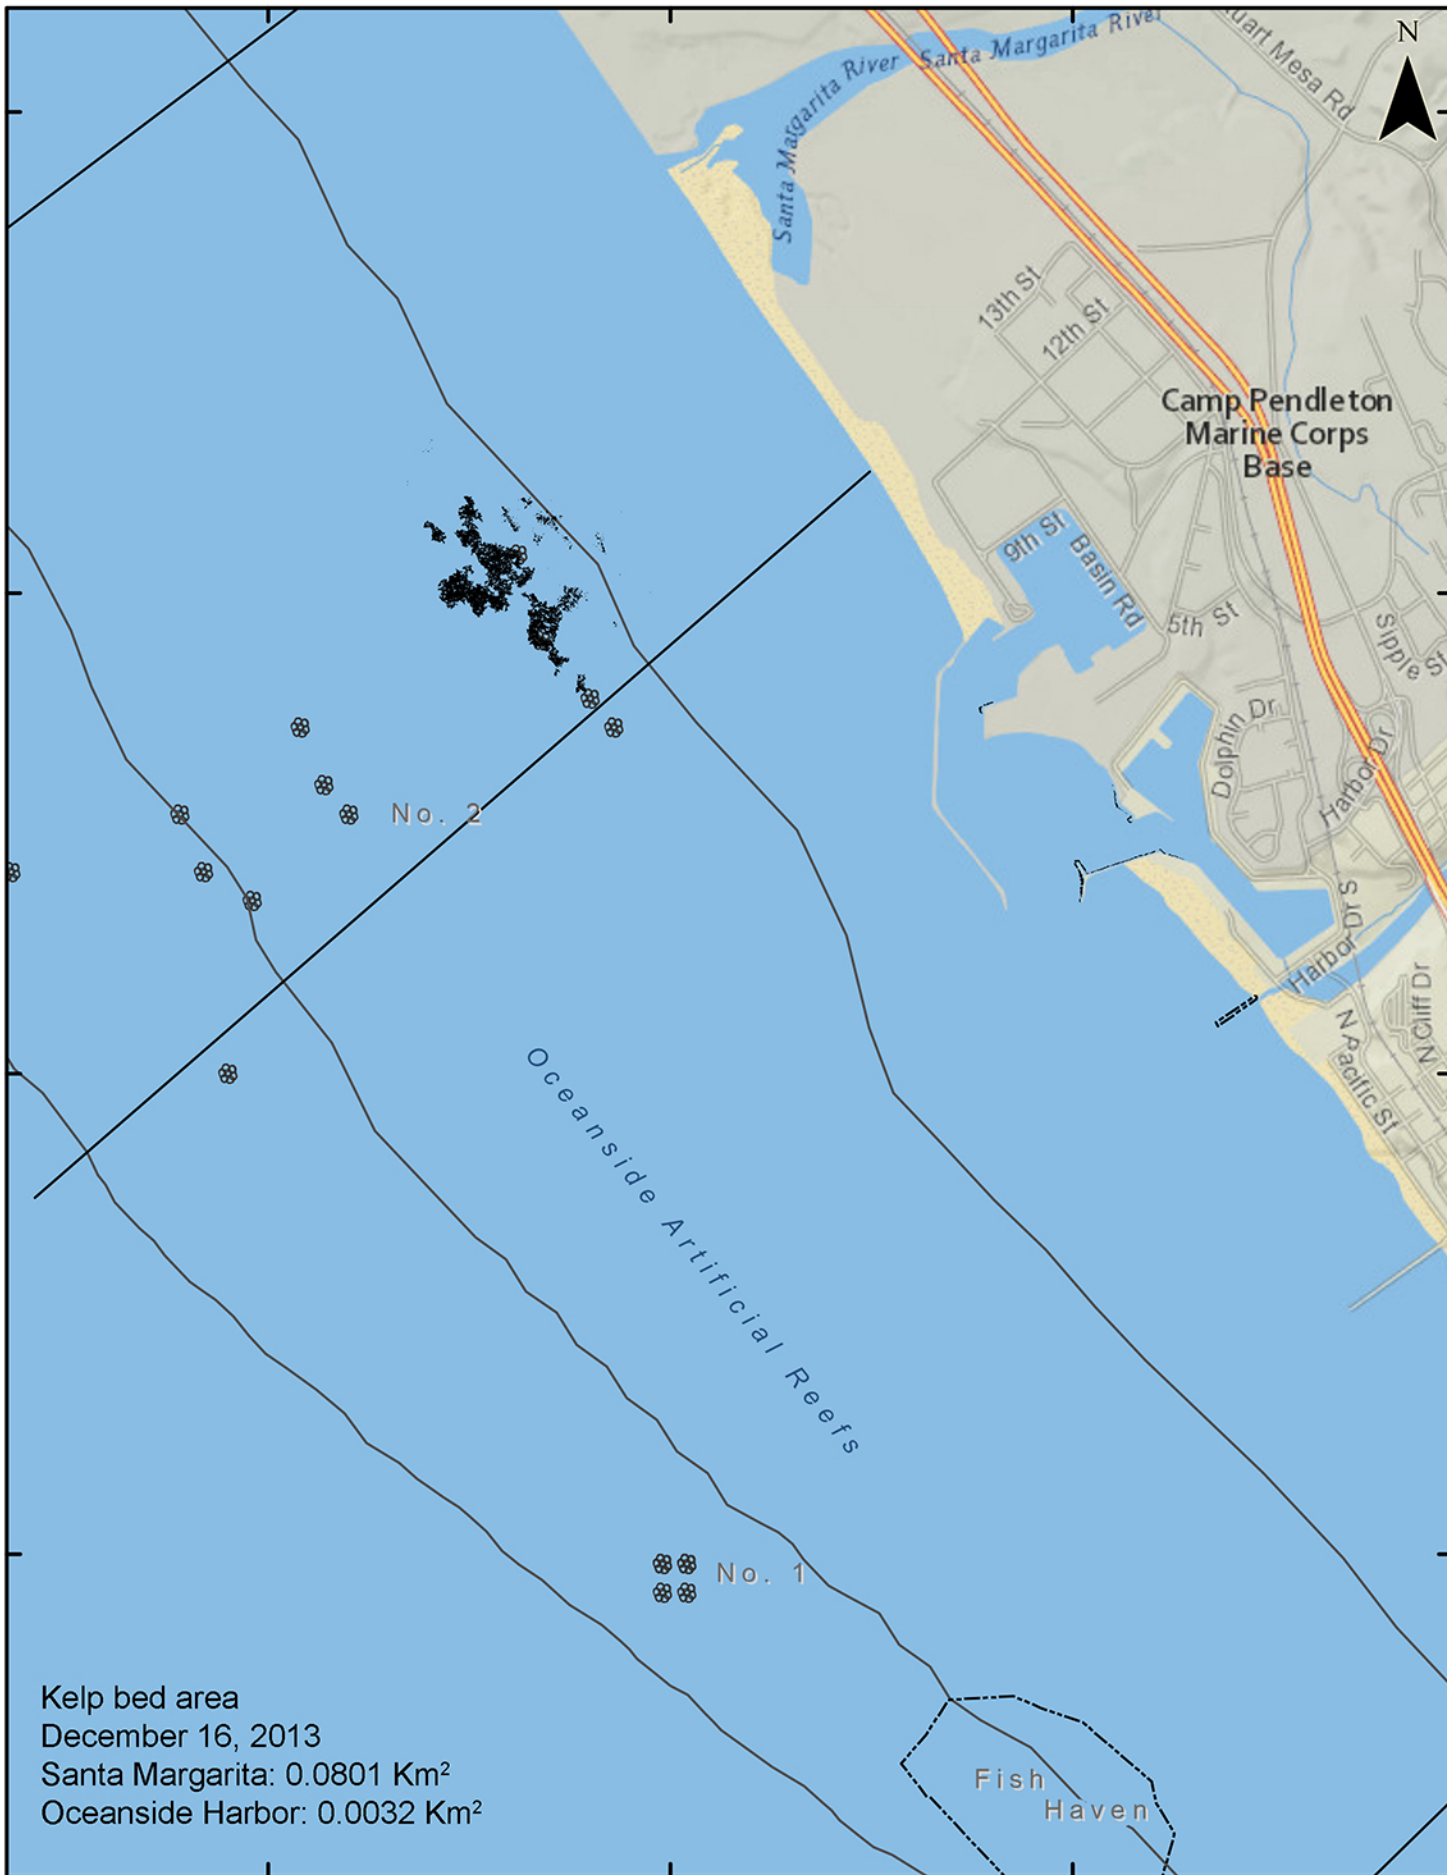 N
Santa Margarita River
Santa Margarita River
Mesa Rd
13th St
12th St
Camp Pendleton
Marine Corps
Base
9th St
Basin Rd
5th St
Sipple St
Dolphin Dr
Harbor Dr
No. 2
Harbor Dr S
N Cliff Dr
N Pacific St
Oceanside Artificial Reefs
No. 1
Fish
Haven
Kelp bed area
December 16, 2013
Santa Margarita: 0.0801 Km²
Oceanside Harbor: 0.0032 Km²